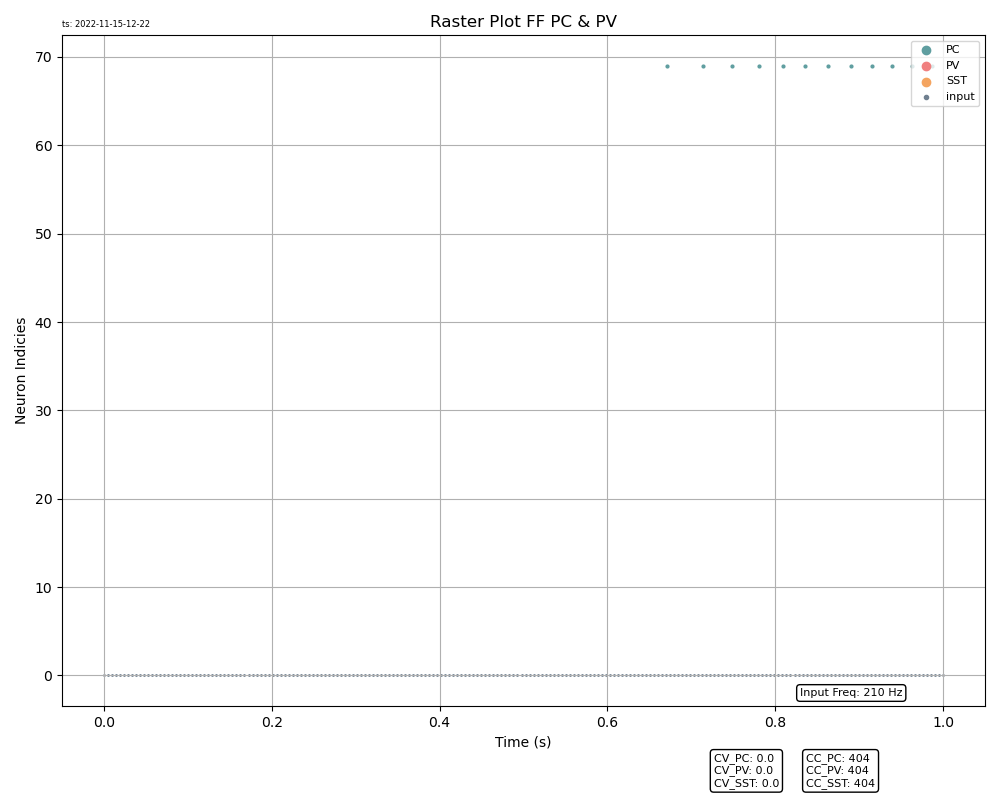 ts: 2022-11-15-12-22
Raster Plot FF PC & PV
PC
PV
SST
input
Neuron Indicies
70
60
50
40
30
20
10
0
Input Freq: 210 Hz
0.0 0.2 0.4 0.6 0.8 1.0
Time (s)
CV_PC: 0.0
CV_PV: 0.0
CV_SST: 0.0
CC_PC: 404
CC_PV: 404
CC_SST: 404